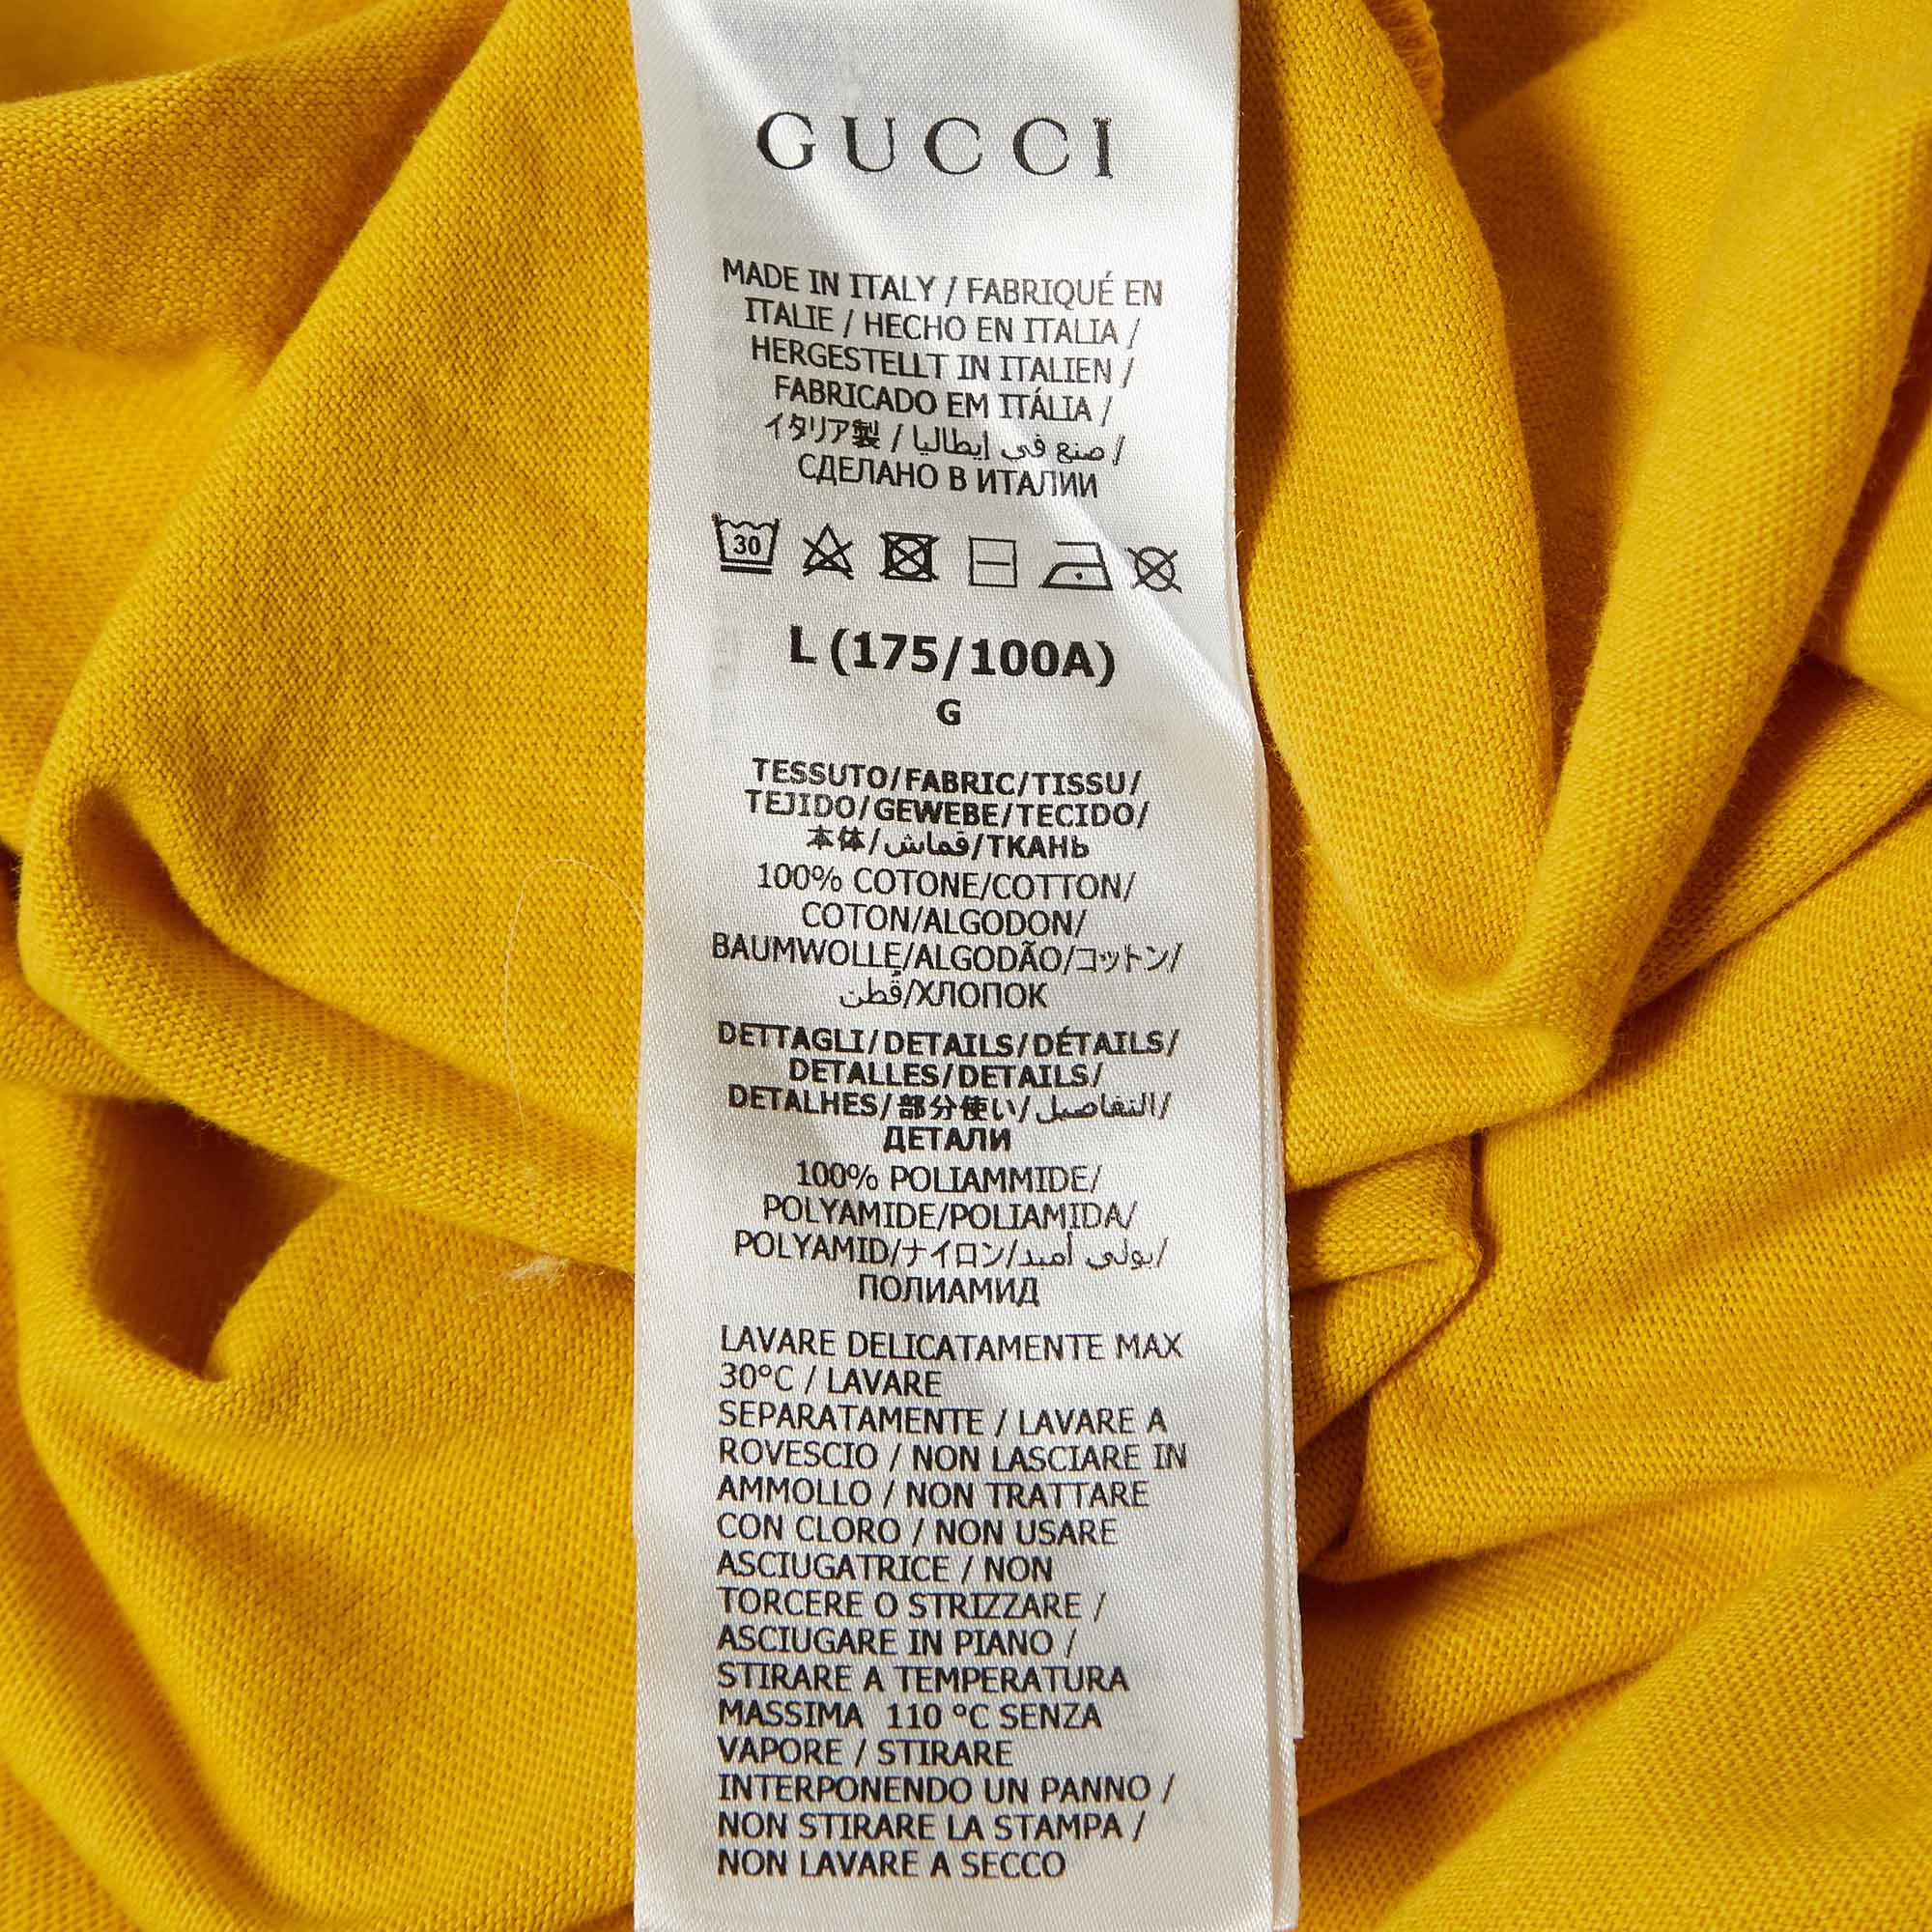 GUCCI
MADE IN ITALY / FABRIQUÉ EN
ITALIE / HECHO EN ITALIA /
HERGESTELLT IN ITALIEN /
FABRICADO EM ITÁLIA /
イタリア製 / صنع في إيطاليا /
СДЕЛАНО В ИТАЛИИ
30
L (175/100A)
G
TESSUTO/FABRIC/TISSU/
TEJIDO/GEWEBE/TECIDO/
本体/قماش/ТКАНЬ
100% COTONE/COTTON/
COTON/ALGODON/
BAUMWOLLE/ALGODÃO/コットン/
قطن/ХЛОПОК
DETTAGLI/DETAILS/DÉTAILS/
DETALLES/DETAILS/
DETALHES/部分使い/التفاصيل/
ДЕТАЛИ
100% POLIAMMIDE/
POLYAMIDE/POLIAMIDA/
POLYAMID/ナイロン/بولي أميد/
ПОЛИАМИД
LAVARE DELICATAMENTE MAX
30°C / LAVARE
SEPARATAMENTE / LAVARE A
ROVESCIO / NON LASCIARE IN
AMMOLLO / NON TRATTARE
CON CLORO / NON USARE
ASCIUGATRICE / NON
TORCERE O STRIZZARE /
ASCIUGARE IN PIANO /
STIRARE A TEMPERATURA
MASSIMA 110 °C SENZA
VAPORE / STIRARE
INTERPONENDO UN PANNO /
NON STIRARE LA STAMPA /
NON LAVARE A SECCO